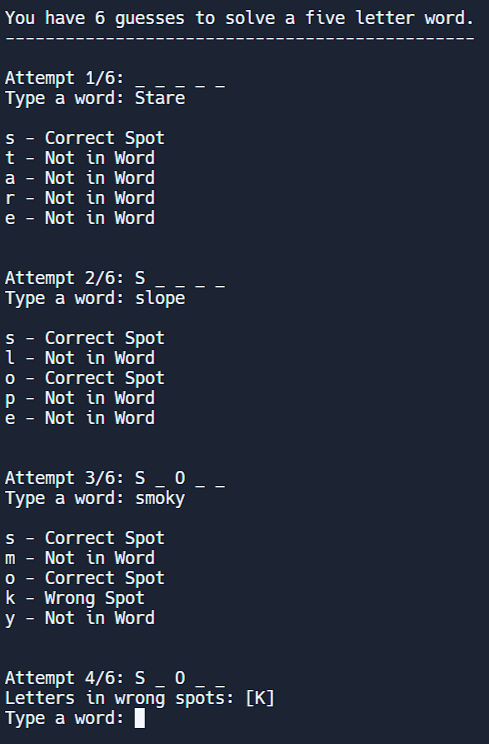 You have 6 guesses to solve a five letter word.
-----------------------------------------------
Attempt 1/6: _ _ _ _ _
Type a word: Stare
s - Correct Spot
t - Not in Word
a - Not in Word
r - Not in Word
e - Not in Word
Attempt 2/6: S _ _ _ _
Type a word: slope
s - Correct Spot
l - Not in Word
o - Correct Spot
p - Not in Word
e - Not in Word
Attempt 3/6: S _ O _ _
Type a word: smoky
s - Correct Spot
m - Not in Word
o - Correct Spot
k - Wrong Spot
y - Not in Word
Attempt 4/6: S _ O _ _
Letters in wrong spots: [K]
Type a word: